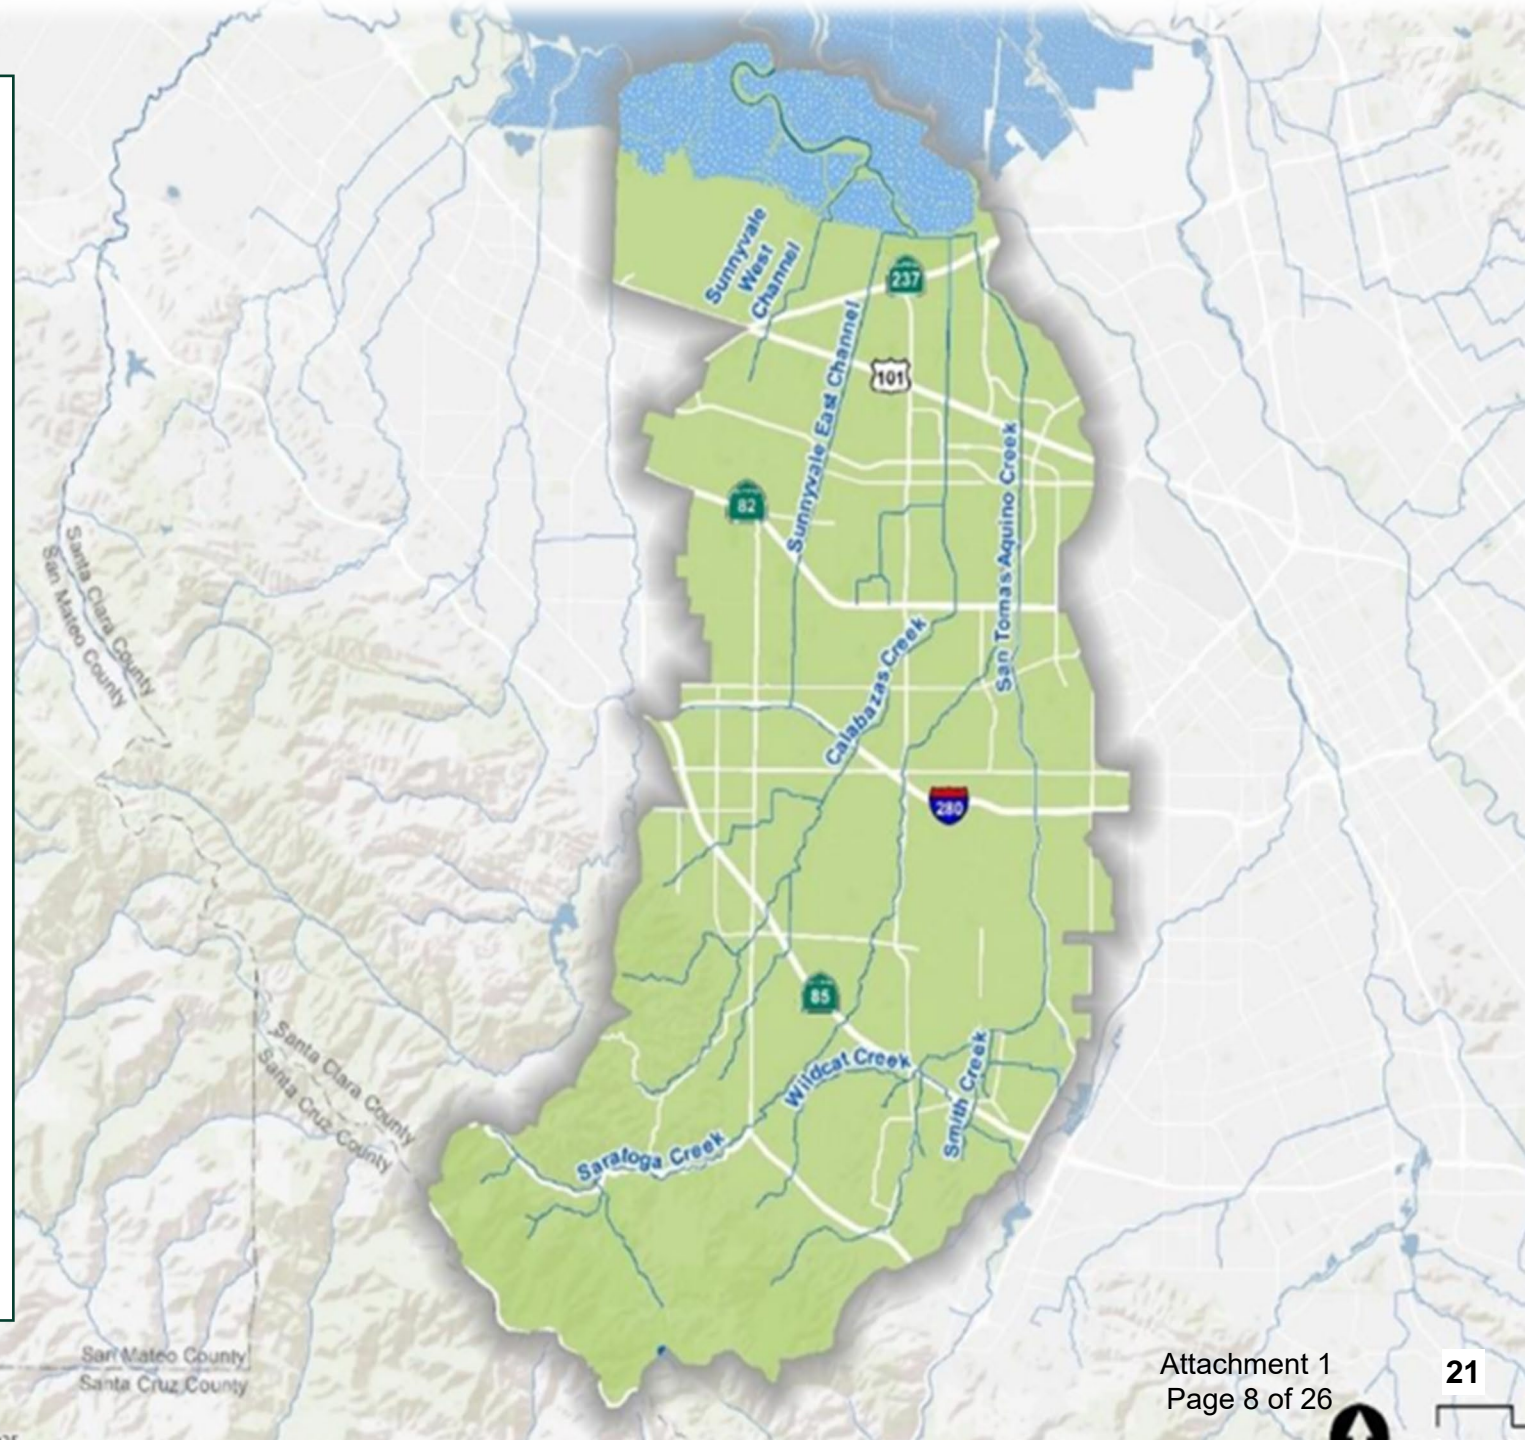 Sunnyvale
West
Channel
237
Sunnyvale East Channel
101
San Tomas Aquino Creek
82
Santa Clara County
San Mateo County
Calabazas Creek
280
85
Wildcat Creek
Smith Creek
Santa Clara County
Santa Cruz County
Saratoga Creek
San Mateo County
Santa Cruz County
Attachment 1
21
Page 8 of 26